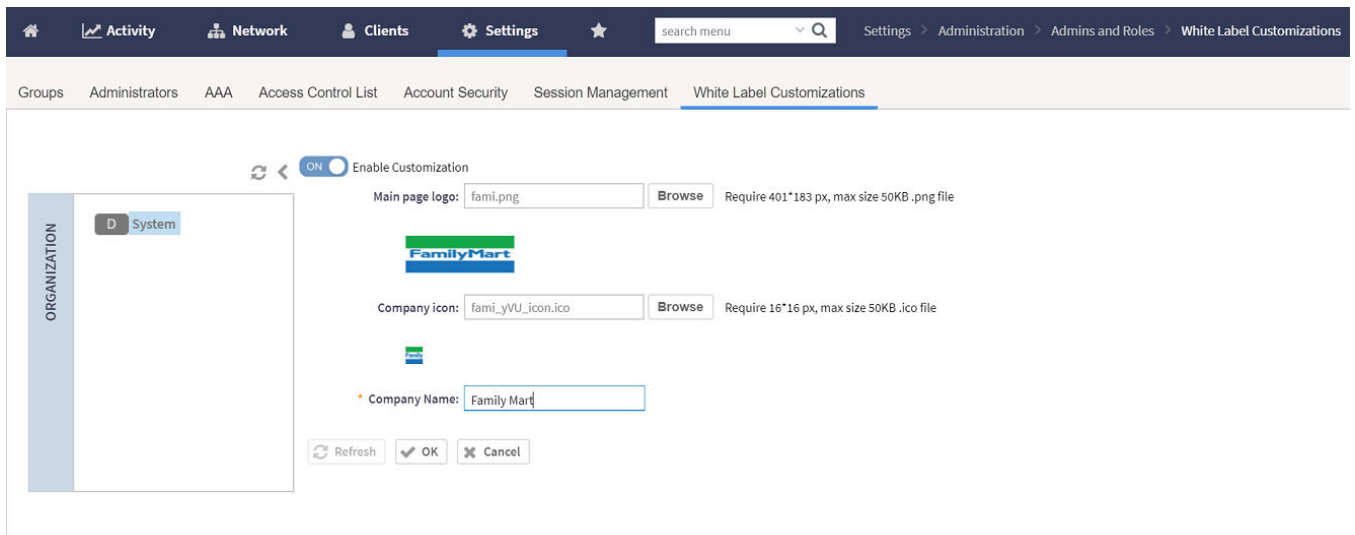 Activity Network Clients Settings search menu Settings > Administration > Admins and Roles > White Label Customizations
Groups Administrators AAA Access Control List Account Security Session Management White Label Customizations
ON Enable Customization
Main page logo: fami.png Browse Require 401*183 px, max size 50KB .png file
ORGANIZATION
D System
FamilyMart
Company icon: fami_yVU_icon.ico Browse Require 16*16 px, max size 50KB .ico file
Family
* Company Name: Family Mart
Refresh OK Cancel